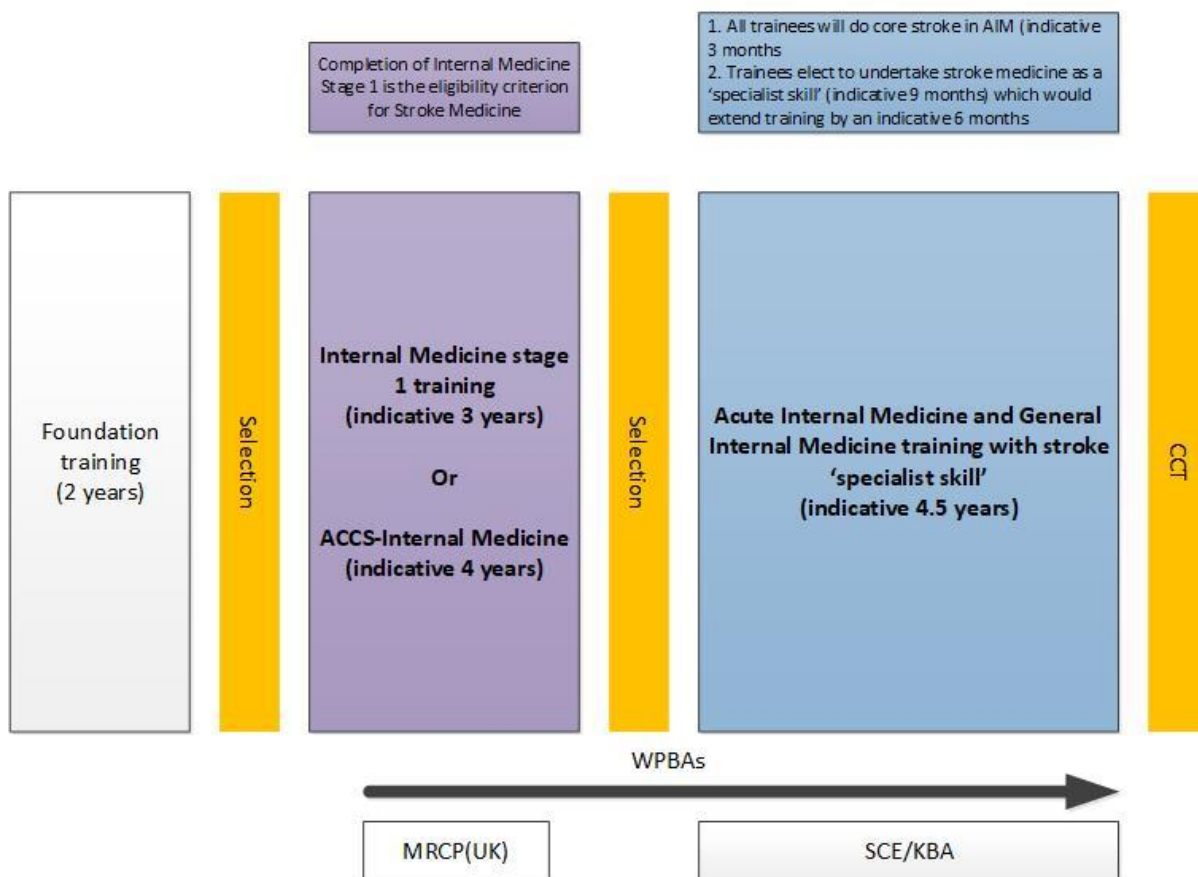 Completion of Internal Medicine
Stage 1 is the eligibility criterion
for Stroke Medicine
1. All trainees will do core stroke in AIM (indicative
3 months
2. Trainees elect to undertake stroke medicine as a
‘specialist skill’ (indicative 9 months) which would
extend training by an indicative 6 months
Foundation
training
(2 years)
Selection
Internal Medicine stage
1 training
(indicative 3 years)
Or
ACCS-Internal Medicine
(indicative 4 years)
Selection
Acute Internal Medicine and General
Internal Medicine training with stroke
‘specialist skill’
(indicative 4.5 years)
CCT
WPBAs
MRCP(UK)
SCE/KBA